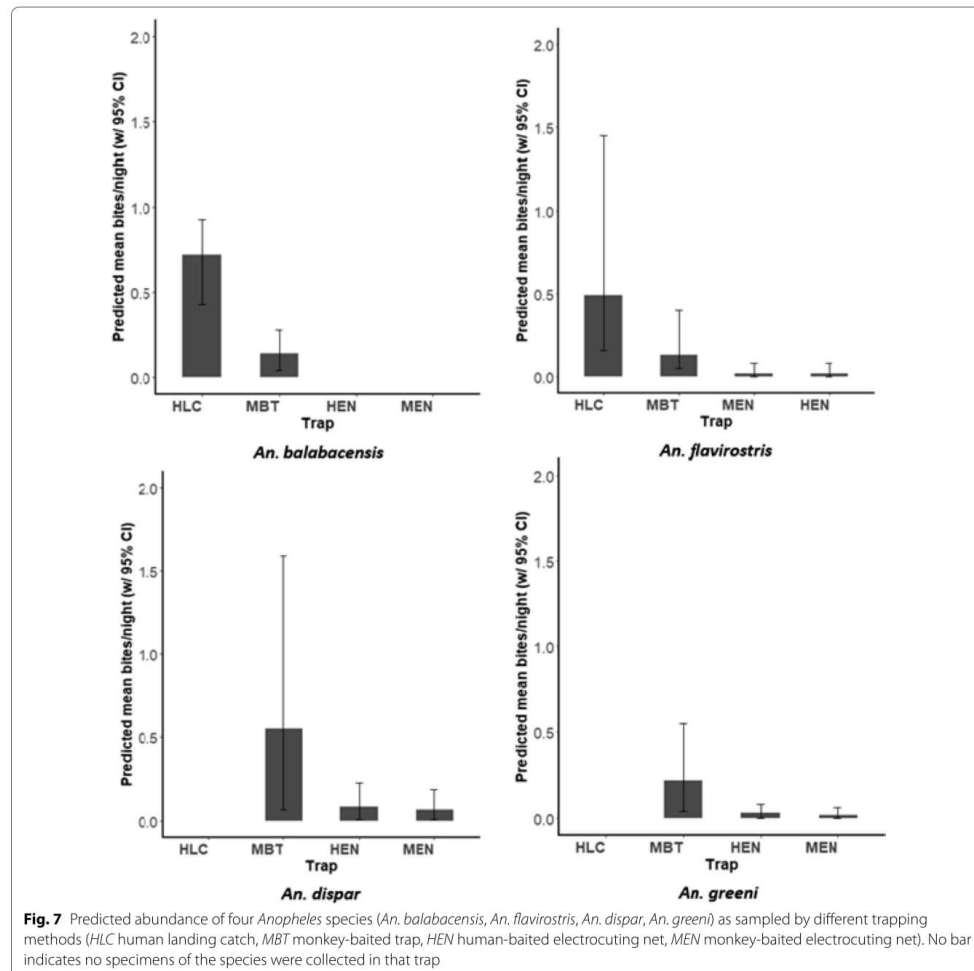 Predicted mean bites/night (w/ 95% CI)
2.0
1.5
1.0
0.5
0.0
HLC MBT HEN MEN
Trap
An. balabacensis
Predicted mean bites/night (w/ 95% CI)
2.0
1.5
1.0
0.5
0.0
HLC MBT MEN HEN
Trap
An. flavirostris
Predicted mean bites/night (w/ 95% CI)
2.0
1.5
1.0
0.5
0.0
HLC MBT HEN MEN
Trap
An. dispar
Predicted mean bites/night (w/ 95% CI)
2.0
1.5
1.0
0.5
0.0
HLC MBT HEN MEN
Trap
An. greeni
Fig. 7 Predicted abundance of four Anopheles species (An. balabacensis, An. flavirostris, An. dispar, An. greeni) as sampled by different trapping
methods (HLC human landing catch, MBT monkey-baited trap, HEN human-baited electrocuting net, MEN monkey-baited electrocuting net). No bar
indicates no specimens of the species were collected in that trap